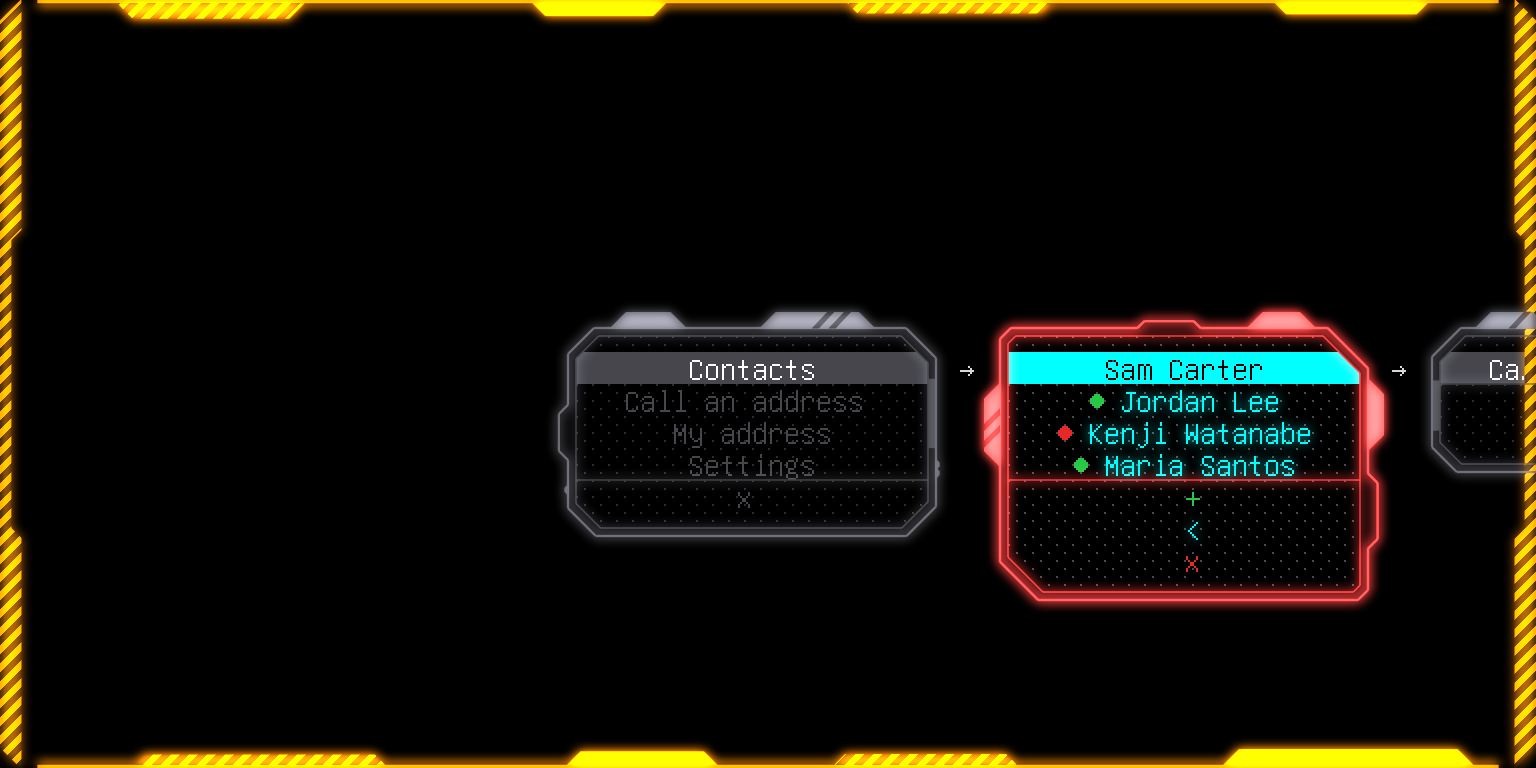 Contacts
Call an address
My address
Settings
x
→
Sam Carter
Jordan Lee
Kenji Watanabe
Maria Santos
+
<
x
→